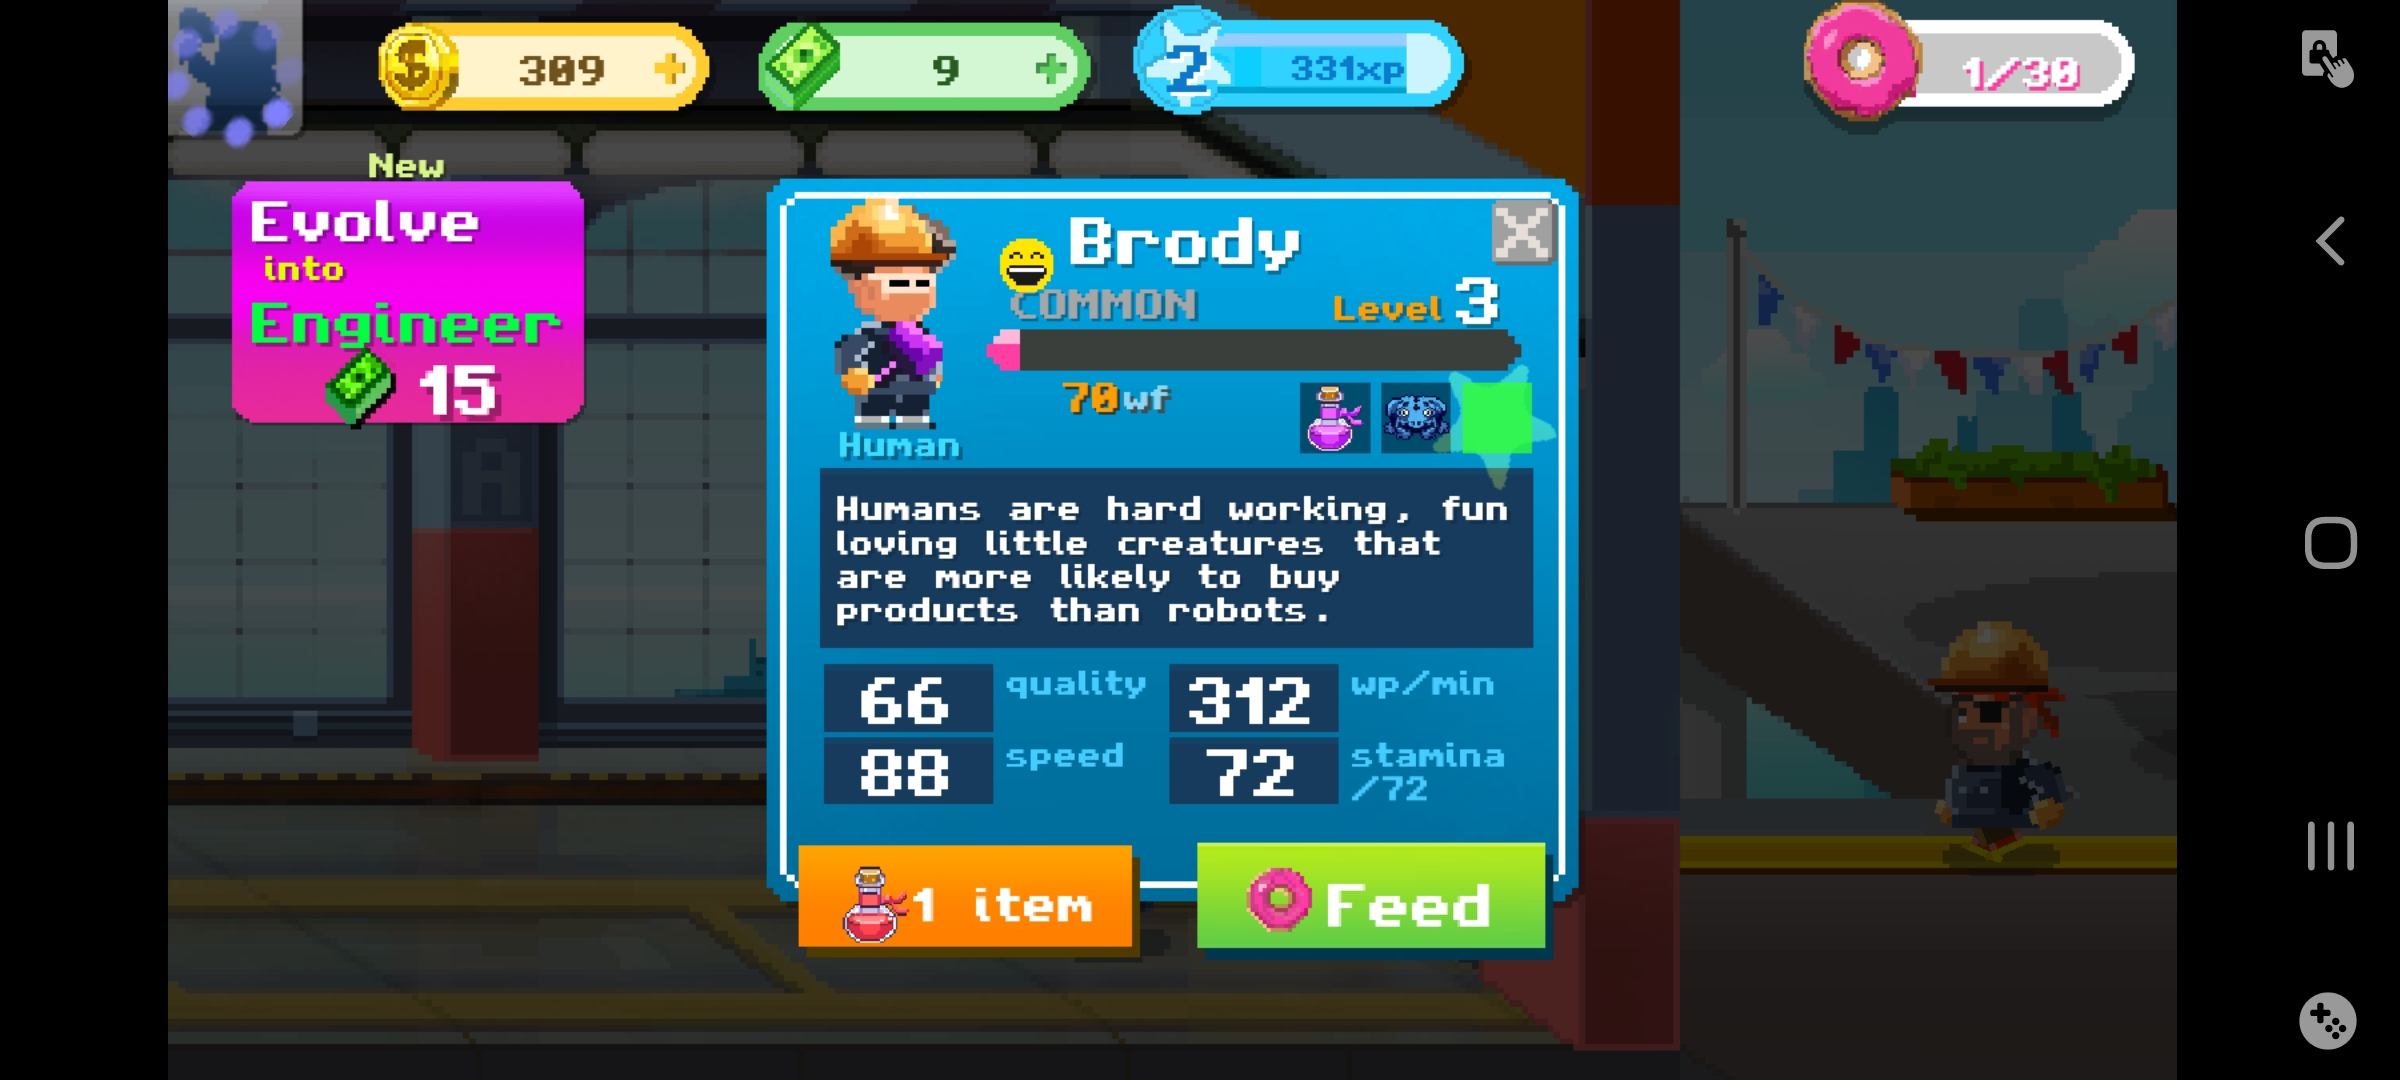 309 +
9 +
2 331xp
1/30
New
Evolve
into
Engineer
15
Brody
COMMON
Level 3
70wf
Human
Humans are hard working, fun
loving little creatures that
are more likely to buy
products than robots.
66 quality
312 wp/min
88 speed
72 stamina
/72
1 item
Feed
A